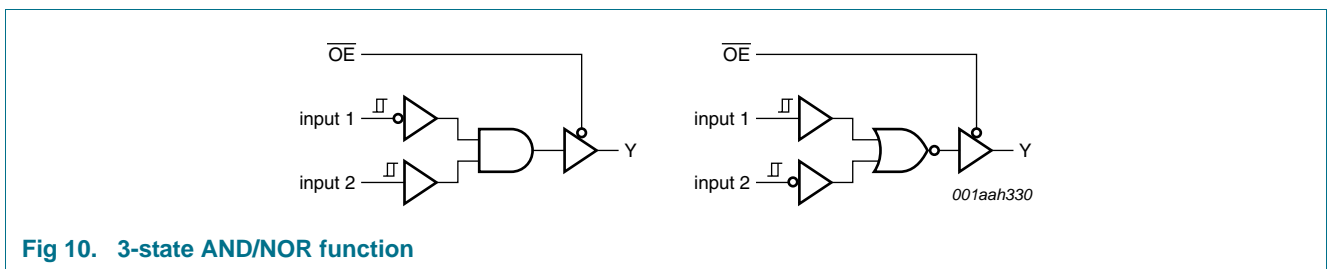 OE OE
input 1 input 1
Y Y
input 2 input 2
001aah330
Fig 10. 3-state AND/NOR function